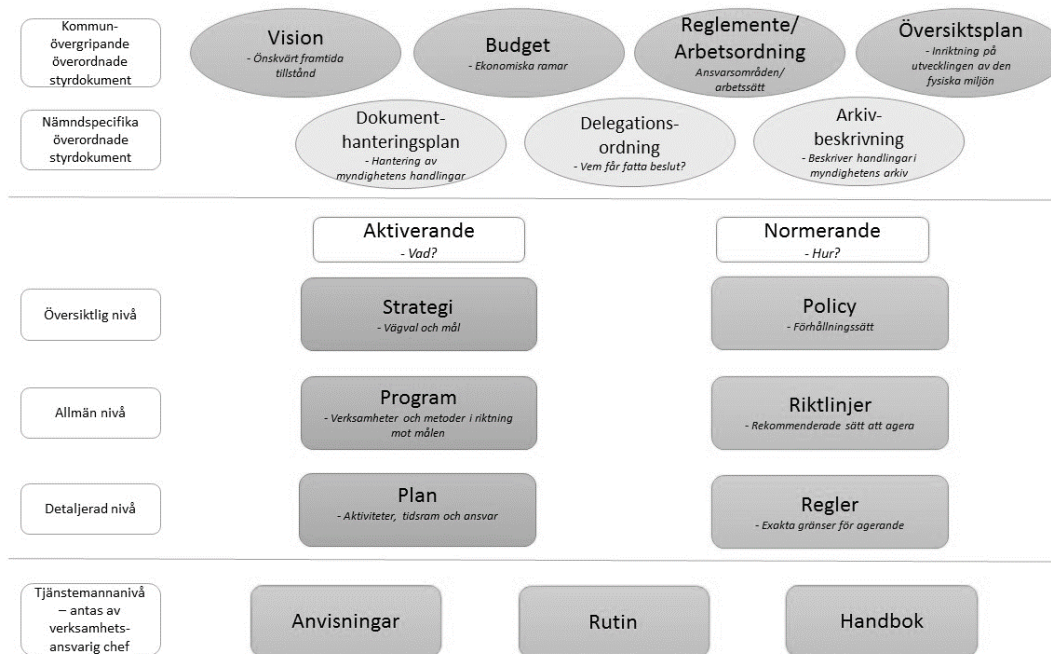 Kommun-
övergripande
överordnade
styrdokument
Vision
- Önskvärt framtida
tillstånd
Budget
- Ekonomiska ramar
Reglemente/
Arbetsordning
Ansvarsområden/
arbetssätt
Översiktsplan
- Inriktning på
utvecklingen av den
fysiska miljön
Nämndspecifika
överordnade
styrdokument
Dokument-
hanteringsplan
- Hantering av
myndighetens handlingar
Delegations-
ordning
- Vem får fatta beslut?
Arkiv-
beskrivning
- Beskriver handlingar i
myndighetens arkiv
Aktiverande
- Vad?
Normerande
- Hur?
Översiktlig nivå
Strategi
- Vägval och mål
Policy
- Förhållningssätt
Allmän nivå
Program
- Verksamheter och metoder i riktning
mot målen
Riktlinjer
- Rekommenderade sätt att agera
Detaljerad nivå
Plan
- Aktiviteter, tidsram och ansvar
Regler
- Exakta gränser för agerande
Tjänstemannanivå
– antas av
verksamhets-
ansvarig chef
Anvisningar
Rutin
Handbok